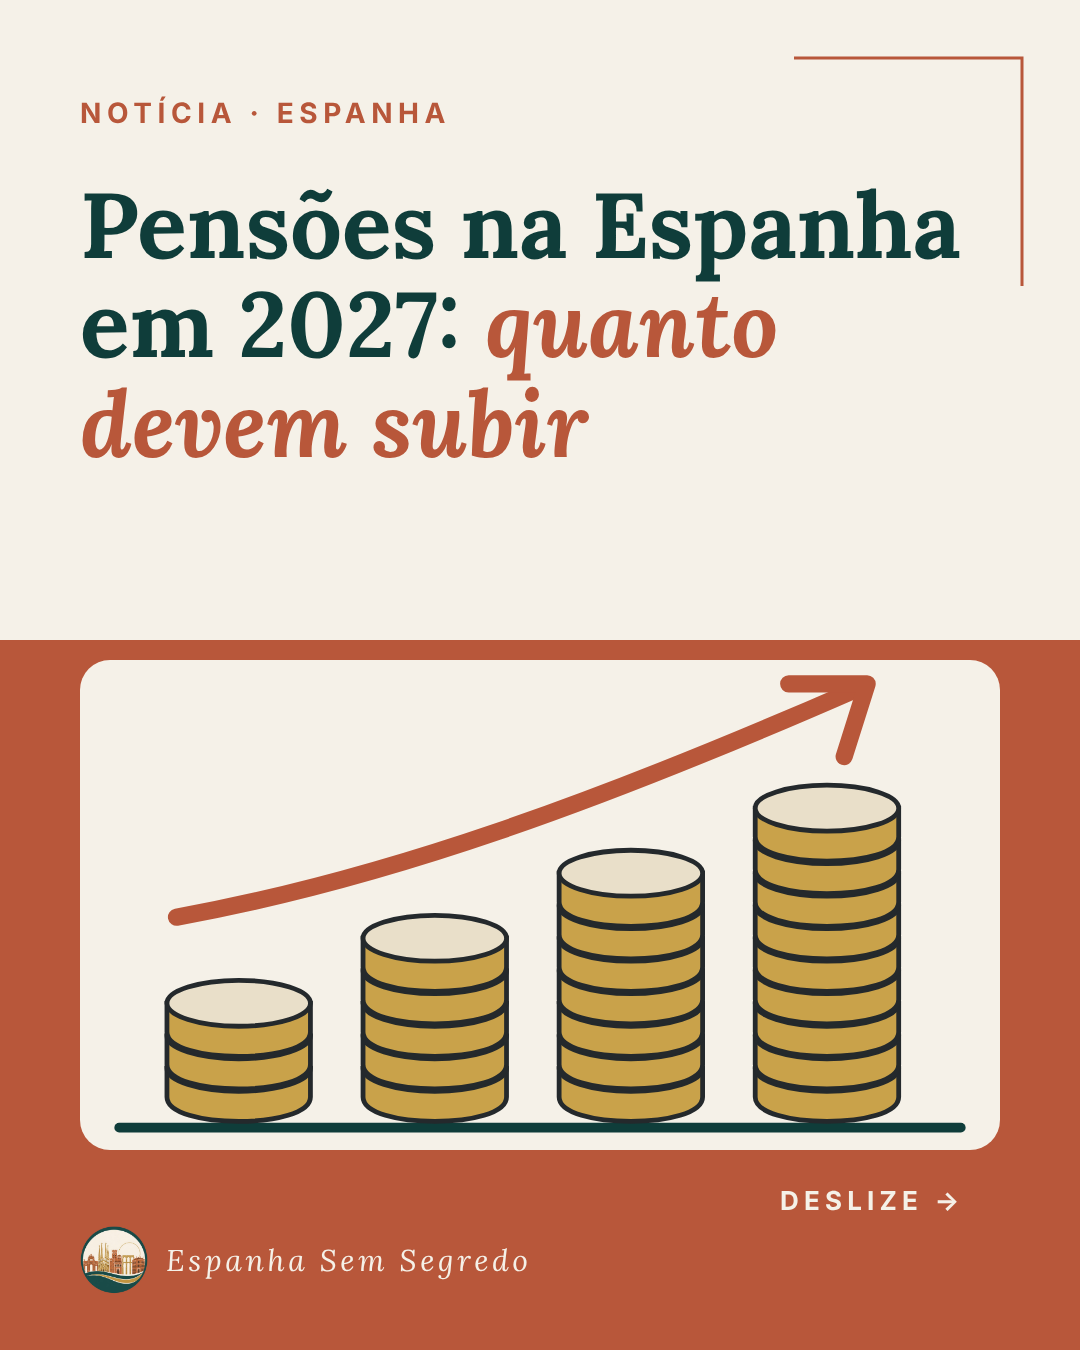 NOTÍCIA · ESPANHA
Pensões na Espanha
em 2027: quanto
devem subir
DESLIZE →
Espanha Sem Segredo